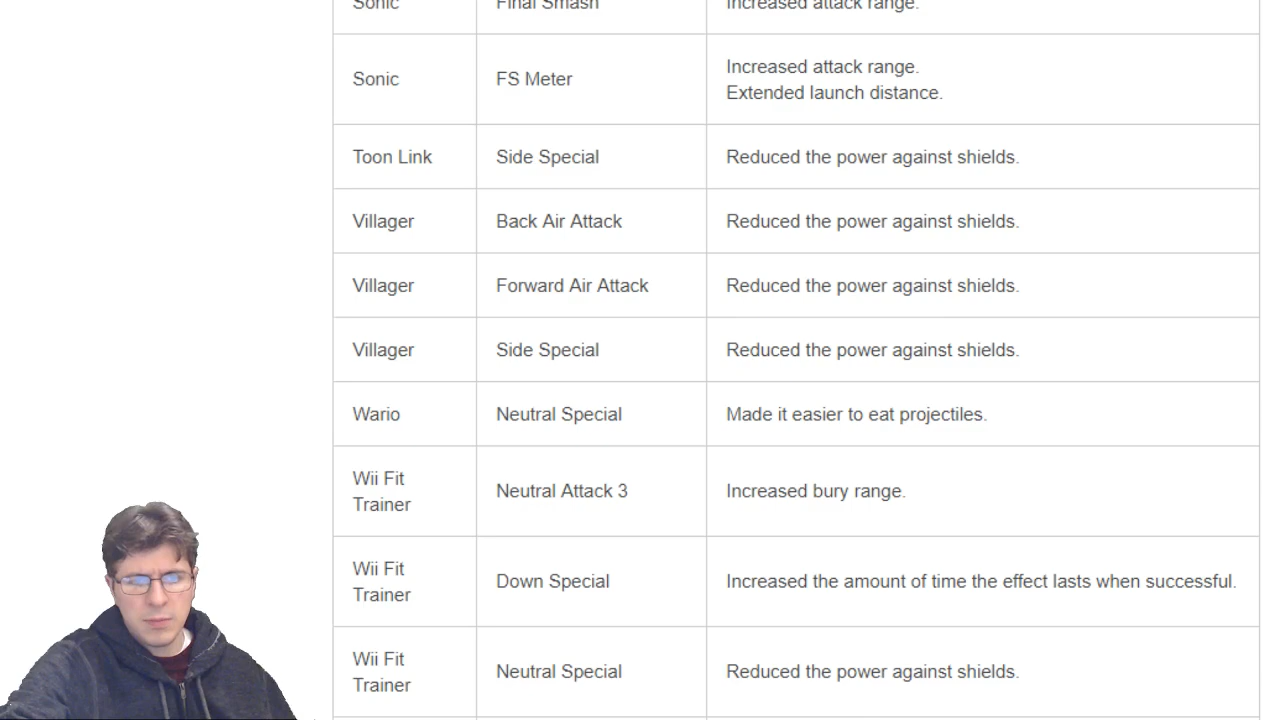 Sonic Final Smash Increased attack range.
Sonic FS Meter Increased attack range.
Extended launch distance.
Toon Link Side Special Reduced the power against shields.
Villager Back Air Attack Reduced the power against shields.
Villager Forward Air Attack Reduced the power against shields.
Villager Side Special Reduced the power against shields.
Wario Neutral Special Made it easier to eat projectiles.
Wii Fit
Trainer Neutral Attack 3 Increased bury range.
Wii Fit
Trainer Down Special Increased the amount of time the effect lasts when successful.
Wii Fit
Trainer Neutral Special Reduced the power against shields.